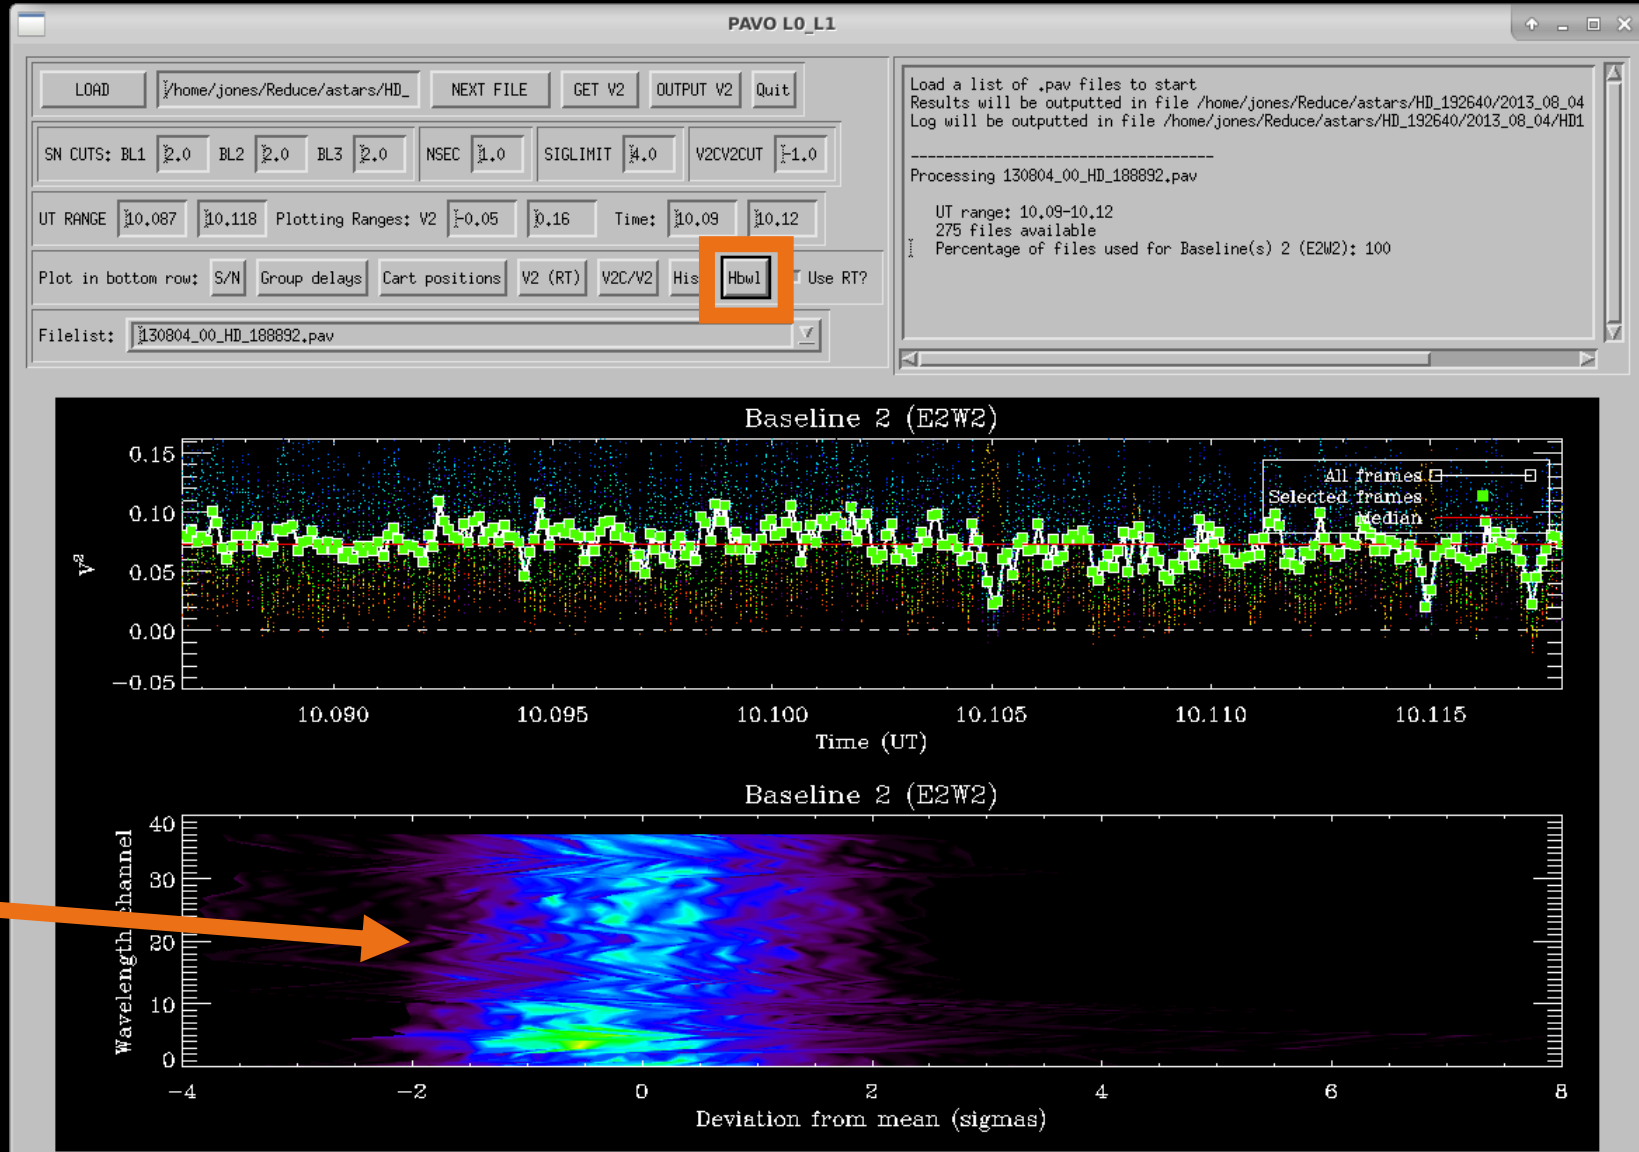 PAVO L0_L1
LOAD /home/jones/Reduce/astars/HD_ NEXT FILE GET V2 OUTPUT V2 Quit
SN CUTS: BL1 2.0 BL2 2.0 BL3 2.0 NSEC 1.0 SIGLIMIT 4.0 V2CV2CUT -1.0
UT RANGE 10.087 10.118 Plotting Ranges: V2 -0.05 0.16 Time: 10.09 10.12
Plot in bottom row: S/N Group delays Cart positions V2 (RT) V2C/V2 His Hbwl Use RT?
Filelist: 130804_00_HD_188892.pav
Load a list of .pav files to start
Results will be outputted in file /home/jones/Reduce/astars/HD_192640/2013_08_04
Log will be outputted in file /home/jones/Reduce/astars/HD_192640/2013_08_04/HD1
------------------------------------
Processing 130804_00_HD_188892.pav
UT range: 10.09-10.12
275 files available
Percentage of files used for Baseline(s) 2 (E2W2): 100
Baseline 2 (E2W2)
All frames
Selected frames
Median
V²
0.15
0.10
0.05
0.00
-0.05
10.090 10.095 10.100 10.105 10.110 10.115
Time (UT)
Baseline 2 (E2W2)
Wavelength channel
40
30
20
10
0
-4 -2 0 2 4 6 8
Deviation from mean (sigmas)